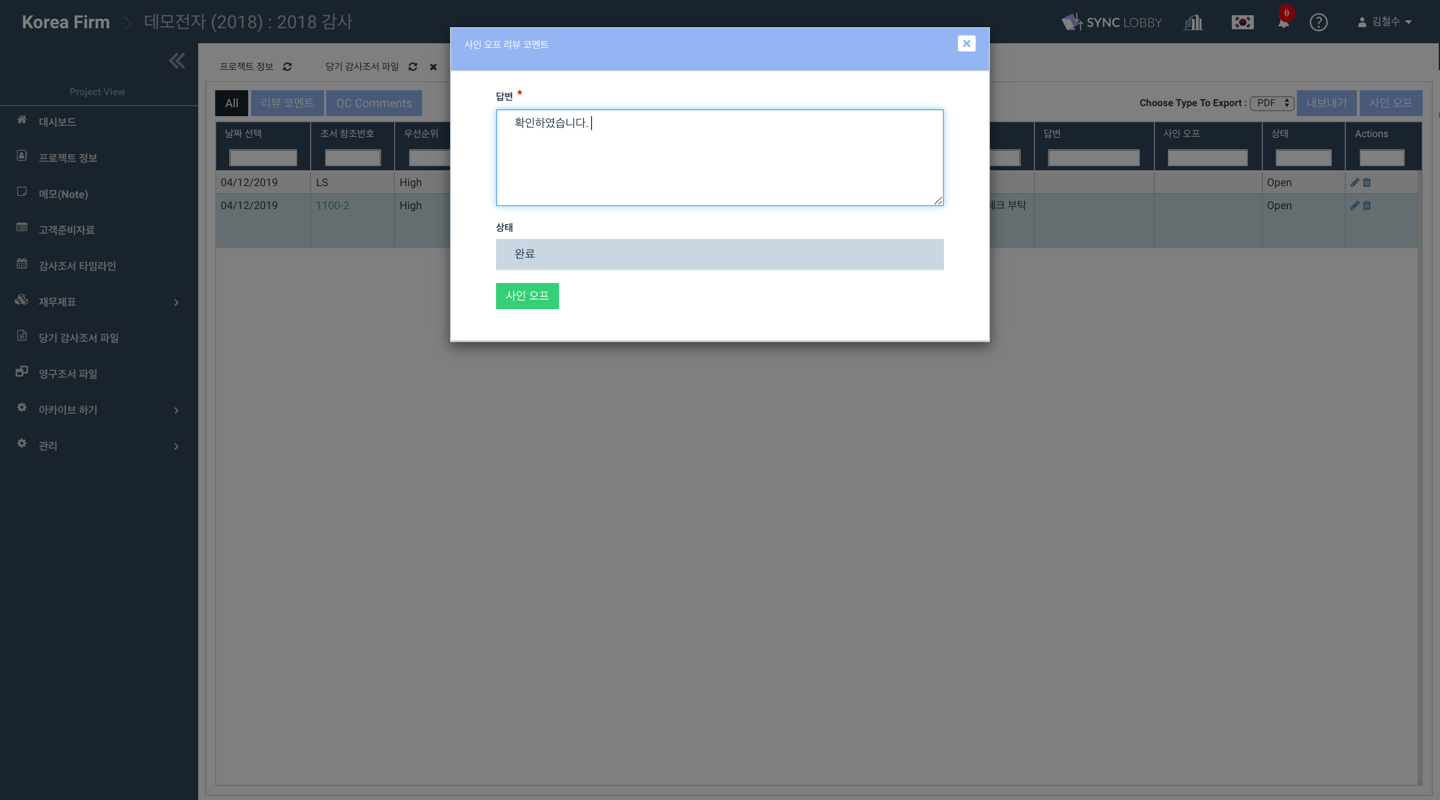 Korea Firm 데모전자 (2018) : 2018 감사
SYNC LOBBY 0 김철수
사인 오프 리뷰 코멘트
Project View
대시보드
프로젝트 정보
메모(Note)
고객준비자료
감사조서 타임라인
재무제표
당기 감사조서 파일
영구조서 파일
아카이브 하기
관리
프로젝트 정보 당기 감사조서 파일
All 리뷰 코멘트 QC Comments Choose Type To Export : PDF 내보내기 사인 오프
날짜 선택 조서 참조번호 우선순위 답변 사인 오프 상태 Actions
04/12/2019 LS High Open
04/12/2019 1100-2 High 체크 부탁 Open
답변 *
확인하였습니다.
상태
완료
사인 오프